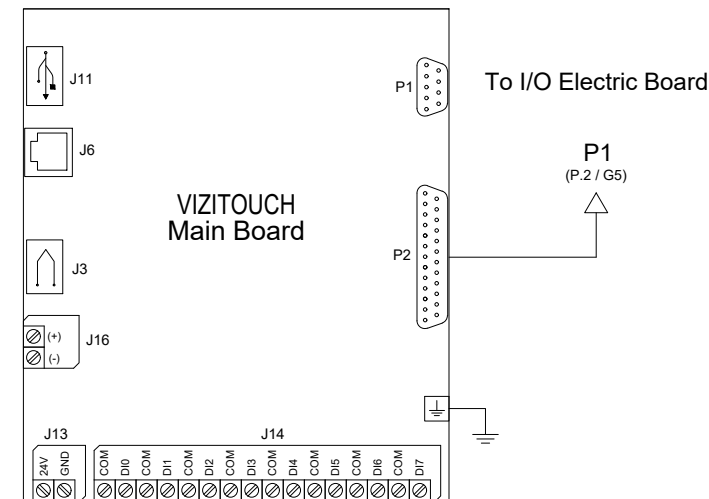 J11
P1
To I/O Electric Board
J6
P1
(P.2 / G5)
VIZITOUCH
Main Board
P2
J3
(+)
J16
(-)
J13
J14
24V
GND
COM
DI0
COM
DI1
COM
DI2
COM
DI3
COM
DI4
COM
DI5
COM
DI6
COM
DI7